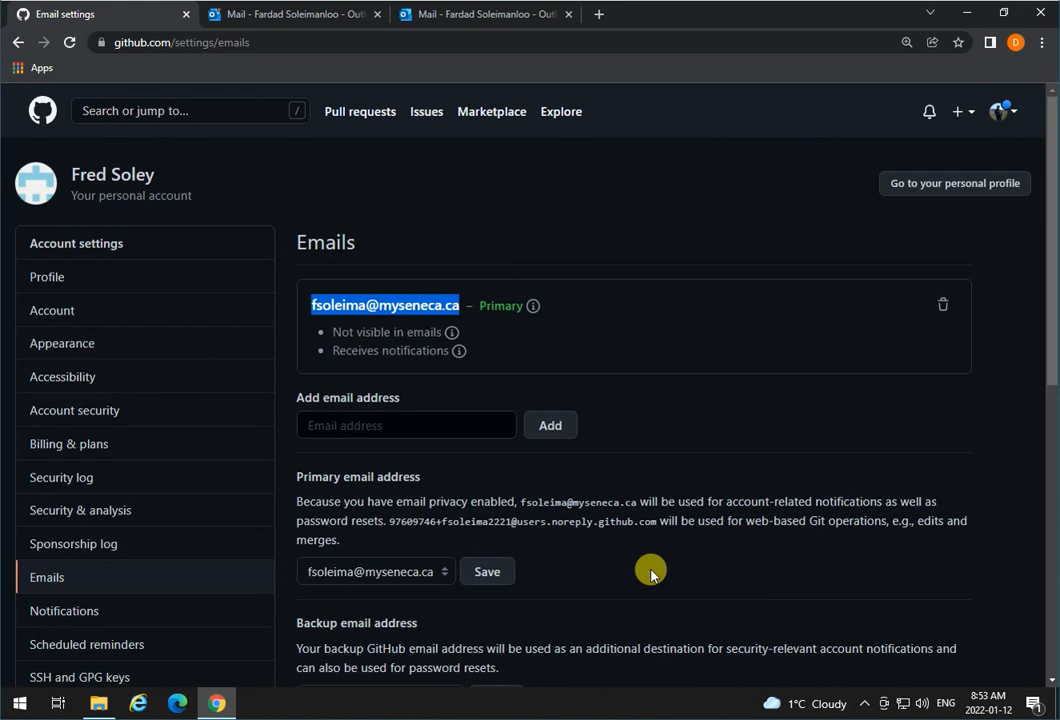 Email settings
Mail - Fardad Soleimanloo - Outl
Mail - Fardad Soleimanloo - Outl
github.com/settings/emails
D
Apps
Search or jump to...
/
Pull requests
Issues
Marketplace
Explore
Fred Soley
Your personal account
Go to your personal profile
Account settings
Profile
Account
Appearance
Accessibility
Account security
Billing & plans
Security log
Security & analysis
Sponsorship log
Emails
Notifications
Scheduled reminders
SSH and GPG keys
Emails
fsoleima@myseneca.ca – Primary
• Not visible in emails
• Receives notifications
Add email address
Email address
Add
Primary email address
Because you have email privacy enabled, fsoleima@myseneca.ca will be used for account-related notifications as well as
password resets. 97609746+fsoleima2221@users.noreply.github.com will be used for web-based Git operations, e.g., edits and
merges.
fsoleima@myseneca.ca
Save
Backup email address
Your backup GitHub email address will be used as an additional destination for security-relevant account notifications and
can also be used for password resets.
1°C Cloudy
ENG
8:53 AM
2022-01-12
1